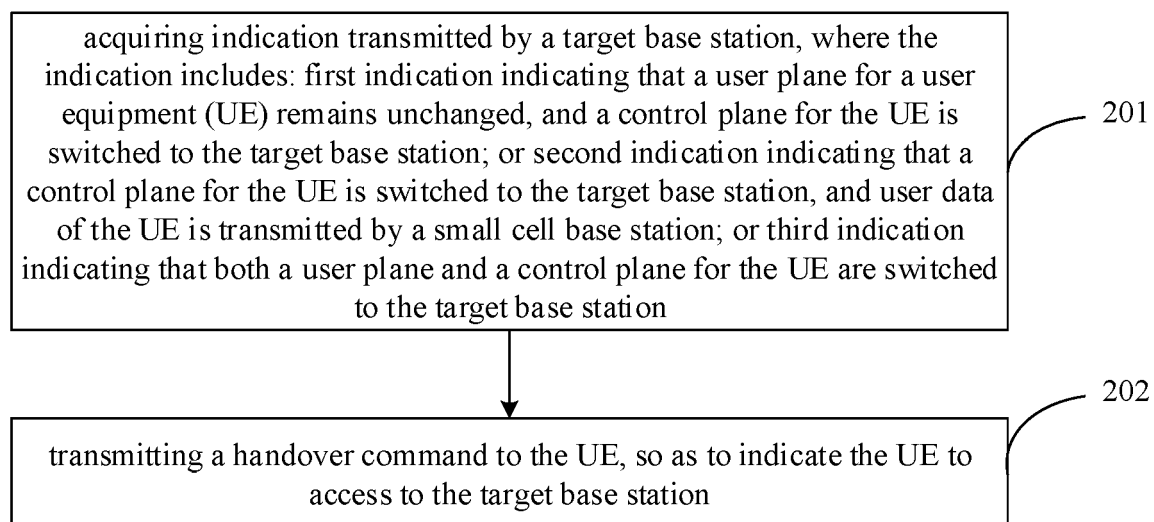 acquiring indication transmitted by a target base station, where the
indication includes: first indication indicating that a user plane for a user
equipment (UE) remains unchanged, and a control plane for the UE is
switched to the target base station; or second indication indicating that a
control plane for the UE is switched to the target base station, and user data
of the UE is transmitted by a small cell base station; or third indication
indicating that both a user plane and a control plane for the UE are switched
to the target base station
201
transmitting a handover command to the UE, so as to indicate the UE to
access to the target base station
202